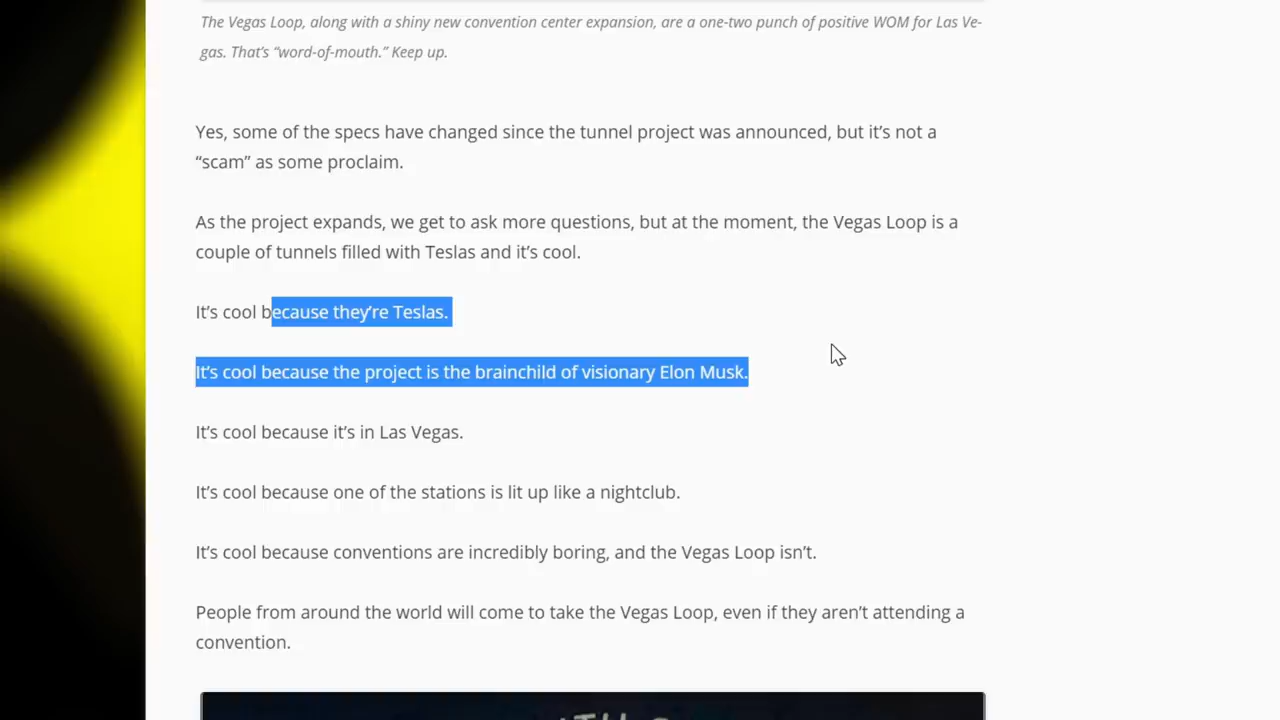 The Vegas Loop, along with a shiny new convention center expansion, are a one-two punch of positive WOM for Las Ve-
gas. That's “word-of-mouth.” Keep up.
Yes, some of the specs have changed since the tunnel project was announced, but it's not a
“scam” as some proclaim.
As the project expands, we get to ask more questions, but at the moment, the Vegas Loop is a
couple of tunnels filled with Teslas and it's cool.
It's cool because they're Teslas.
It's cool because the project is the brainchild of visionary Elon Musk.
It's cool because it's in Las Vegas.
It's cool because one of the stations is lit up like a nightclub.
It's cool because conventions are incredibly boring, and the Vegas Loop isn't.
People from around the world will come to take the Vegas Loop, even if they aren't attending a
convention.